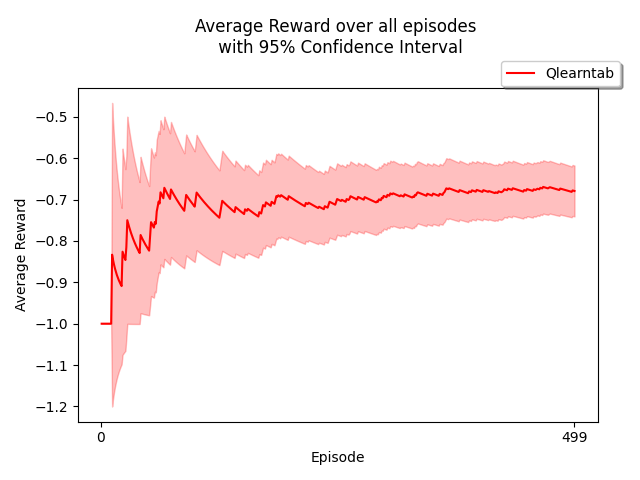 Average Reward over all episodes
with 95% Confidence Interval
Qlearntab
−0.5
−0.6
−0.7
−0.8
−0.9
−1.0
−1.1
−1.2
Average Reward
0
499
Episode